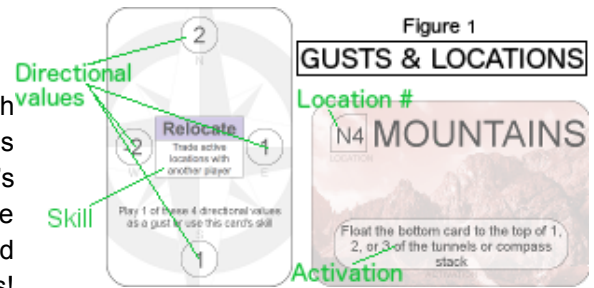 Figure 1
GUSTS & LOCATIONS
Directional
values
h
s
's
e
d
s!
2
N
-2
W
1
E
Relocate
Trade active
locations with
another player
Skill
Play 1 of these 4 directional values
as a gust or use this card's skill
S
1
Location #
N4 MOUNTAINS
LOCATION
Float the bottom card to the top of 1,
2, or 3 of the tunnels or compass
stack
Activation